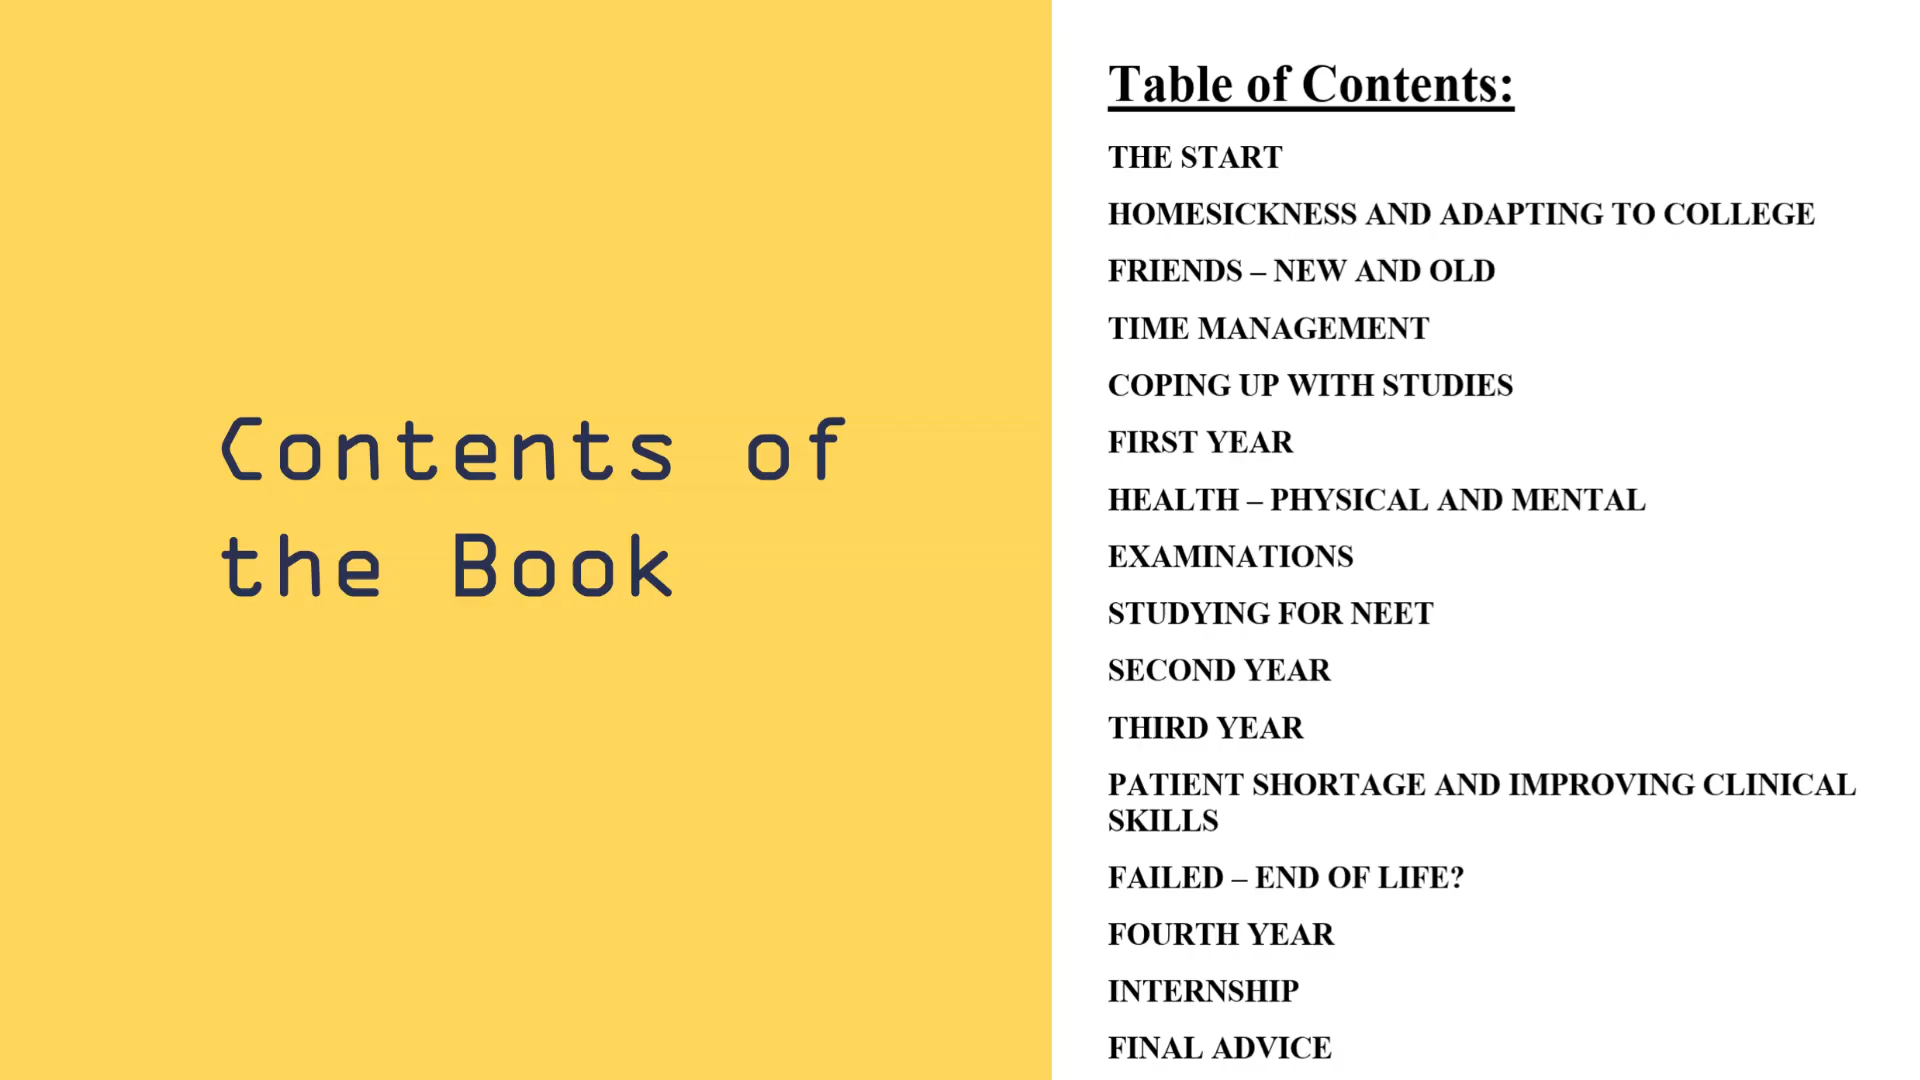 Contents of
the Book
Table of Contents:
THE START
HOMESICKNESS AND ADAPTING TO COLLEGE
FRIENDS – NEW AND OLD
TIME MANAGEMENT
COPING UP WITH STUDIES
FIRST YEAR
HEALTH – PHYSICAL AND MENTAL
EXAMINATIONS
STUDYING FOR NEET
SECOND YEAR
THIRD YEAR
PATIENT SHORTAGE AND IMPROVING CLINICAL
SKILLS
FAILED – END OF LIFE?
FOURTH YEAR
INTERNSHIP
FINAL ADVICE